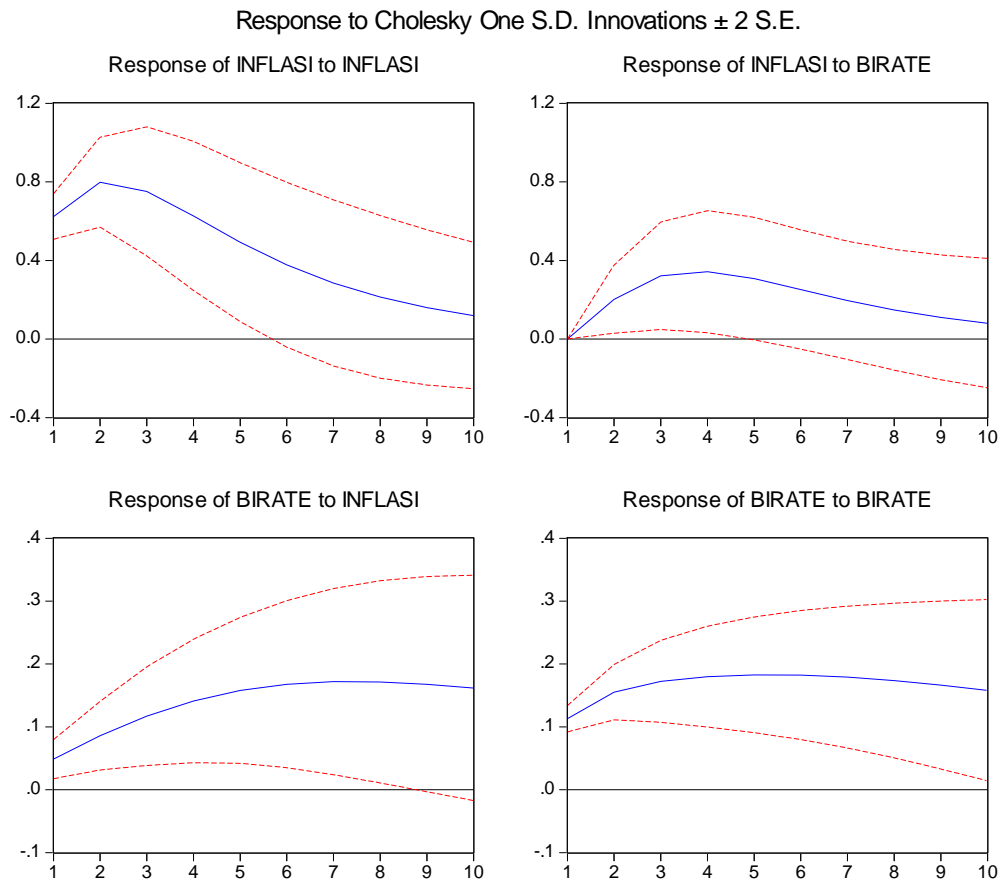 Response to Cholesky One S.D. Innovations ± 2 S.E.
Response of INFLASI to INFLASI
1.2
0.8
0.4
0.0
-0.4
1 2 3 4 5 6 7 8 9 10
Response of INFLASI to BIRATE
1.2
0.8
0.4
0.0
-0.4
1 2 3 4 5 6 7 8 9 10
Response of BIRATE to INFLASI
.4
.3
.2
.1
.0
-.1
1 2 3 4 5 6 7 8 9 10
Response of BIRATE to BIRATE
.4
.3
.2
.1
.0
-.1
1 2 3 4 5 6 7 8 9 10